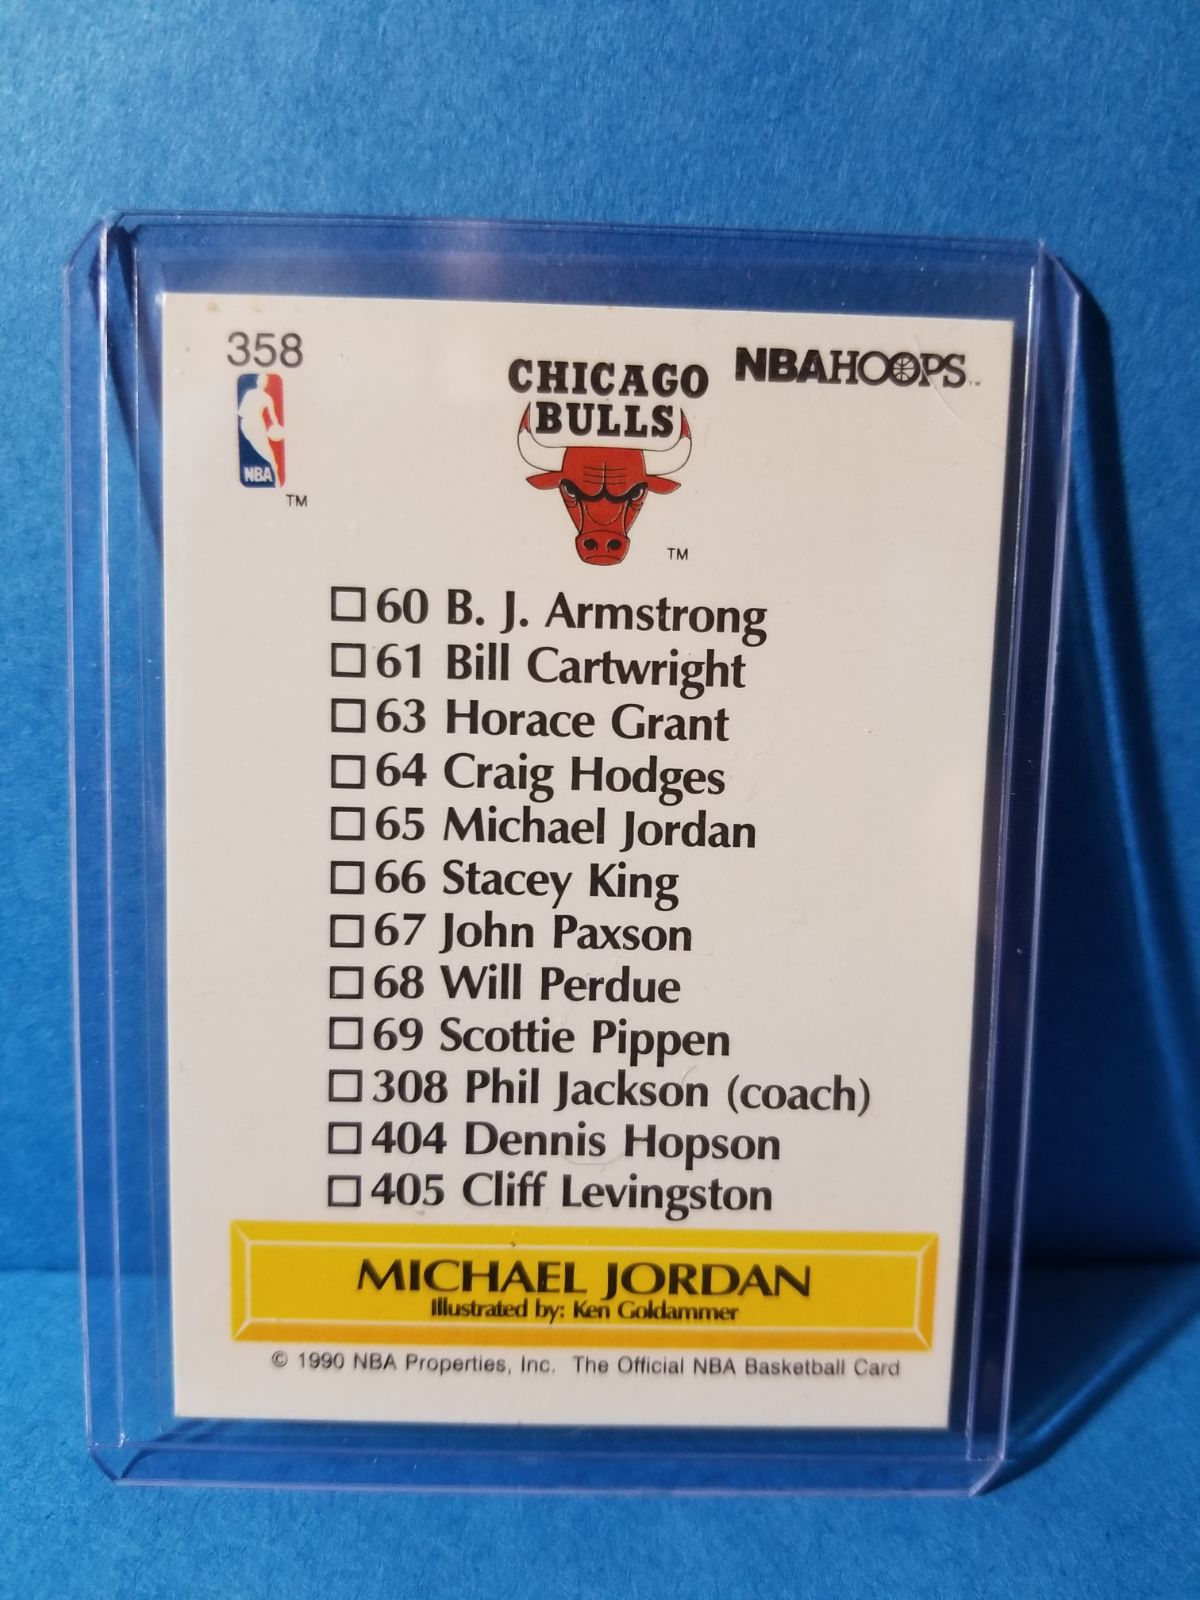 358
NBA
TM
CHICAGO
BULLS
TM
NBAHOOPS
60 B. J. Armstrong
61 Bill Cartwright
63 Horace Grant
64 Craig Hodges
65 Michael Jordan
66 Stacey King
67 John Paxson
68 Will Perdue
69 Scottie Pippen
308 Phil Jackson (coach)
404 Dennis Hopson
405 Cliff Levingston
MICHAEL JORDAN
Illustrated by: Ken Goldammer
© 1990 NBA Properties, Inc. The Official NBA Basketball Card